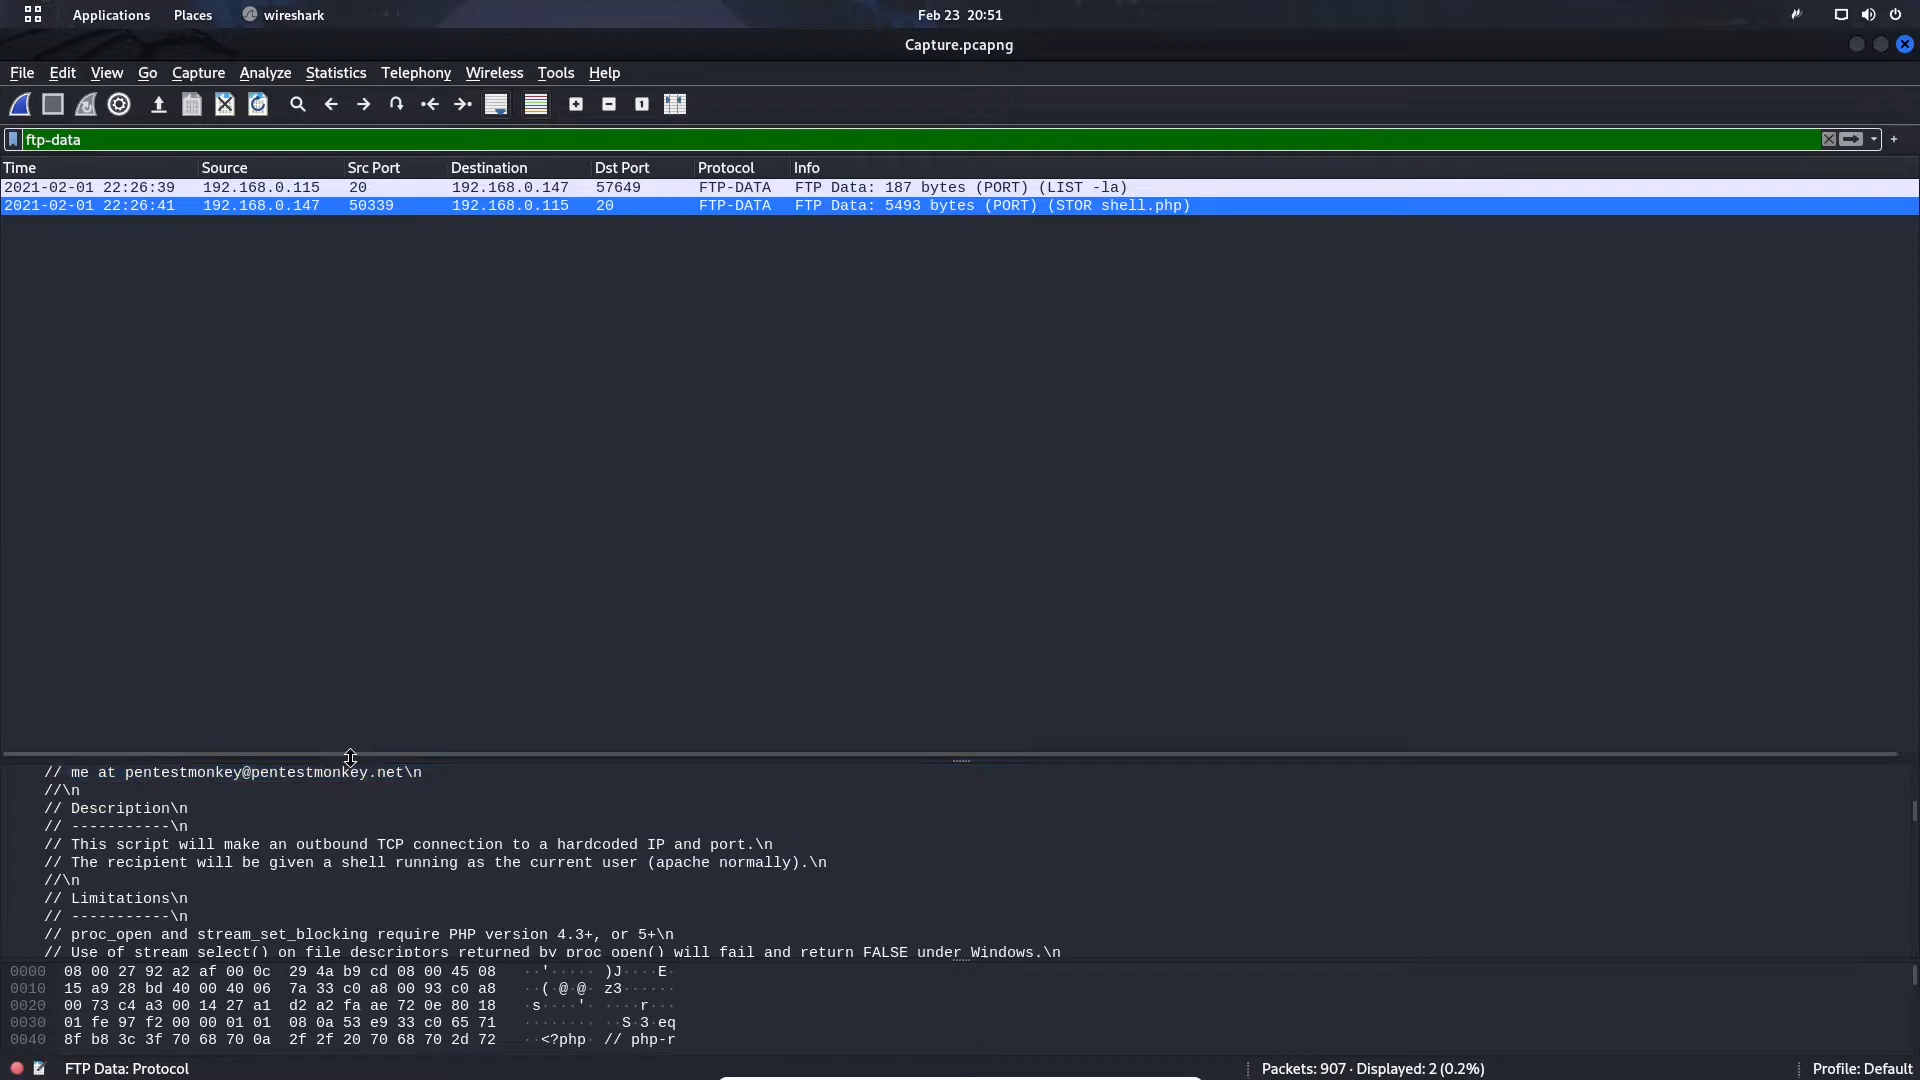 Applications Places wireshark Feb 23 20:51
Capture.pcapng
File Edit View Go Capture Analyze Statistics Telephony Wireless Tools Help
ftp-data
Time Source Src Port Destination Dst Port Protocol Info
2021-02-01 22:26:39 192.168.0.115 20 192.168.0.147 57649 FTP-DATA FTP Data: 187 bytes (PORT) (LIST -la)
2021-02-01 22:26:41 192.168.0.147 50339 192.168.0.115 20 FTP-DATA FTP Data: 5493 bytes (PORT) (STOR shell.php)
// me at pentestmonkey@pentestmonkey.net\n
//\n
// Description\n
// -----------\n
// This script will make an outbound TCP connection to a hardcoded IP and port.\n
// The recipient will be given a shell running as the current user (apache normally).\n
//\n
// Limitations\n
// -----------\n
// proc_open and stream_set_blocking require PHP version 4.3+, or 5+\n
// Use of stream_select() on file descriptors returned by proc_open() will fail and return FALSE under Windows.\n
0000 08 00 27 92 a2 af 00 0c 29 4a b9 cd 08 00 45 08 ··'····· )J····E·
0010 15 a9 28 bd 40 00 40 06 7a 33 c0 a8 00 93 c0 a8 ··(·@·@· z3······
0020 00 73 c4 a3 00 14 27 a1 d2 a2 fa ae 72 0e 80 18 ·s····'· ····r···
0030 01 fe 97 f2 00 00 01 01 08 0a 53 e9 33 c0 65 71 ········ ··S·3·eq
0040 8f b8 3c 3f 70 68 70 0a 2f 2f 20 70 68 70 2d 72 ··<?php· // php-r
FTP Data: Protocol Packets: 907 · Displayed: 2 (0.2%) Profile: Default